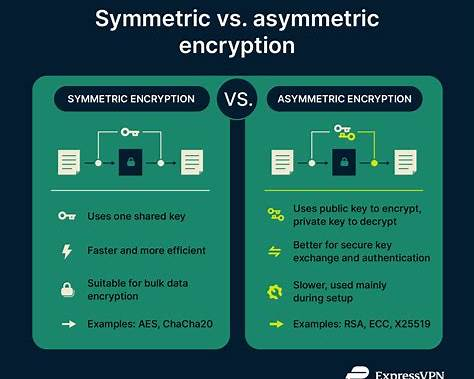 Symmetric vs. asymmetric
encryption
SYMMETRIC ENCRYPTION
VS.
ASYMMETRIC ENCRYPTION
Uses one shared key
Faster and more efficient
Suitable for bulk data
encryption
Examples: AES, ChaCha20
Uses public key to encrypt,
private key to decrypt
Better for secure key
exchange and authentication
Slower, used mainly
during setup
Examples: RSA, ECC, X25519
ExpressVPN